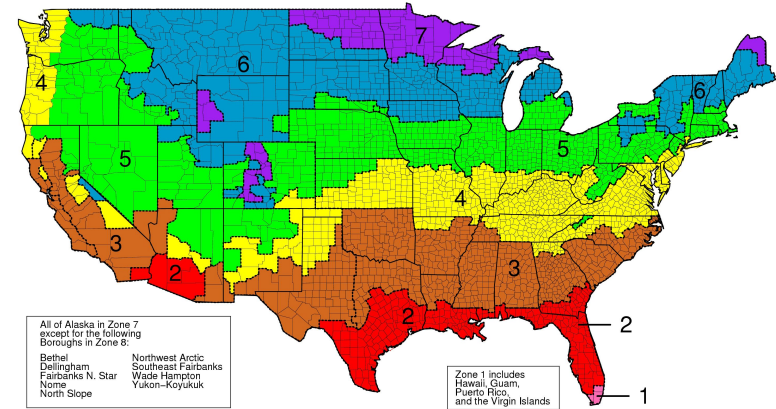 7
6
4
6
5
5
4
3
3
2
2
2
1
All of Alaska in Zone 7
except for the following
Boroughs in Zone 8:
Bethel Northwest Arctic
Dellingham Southeast Fairbanks
Fairbanks N. Star Wade Hampton
Nome Yukon–Koyukuk
North Slope
Zone 1 includes
Hawaii, Guam,
Puerto Rico,
and the Virgin Islands